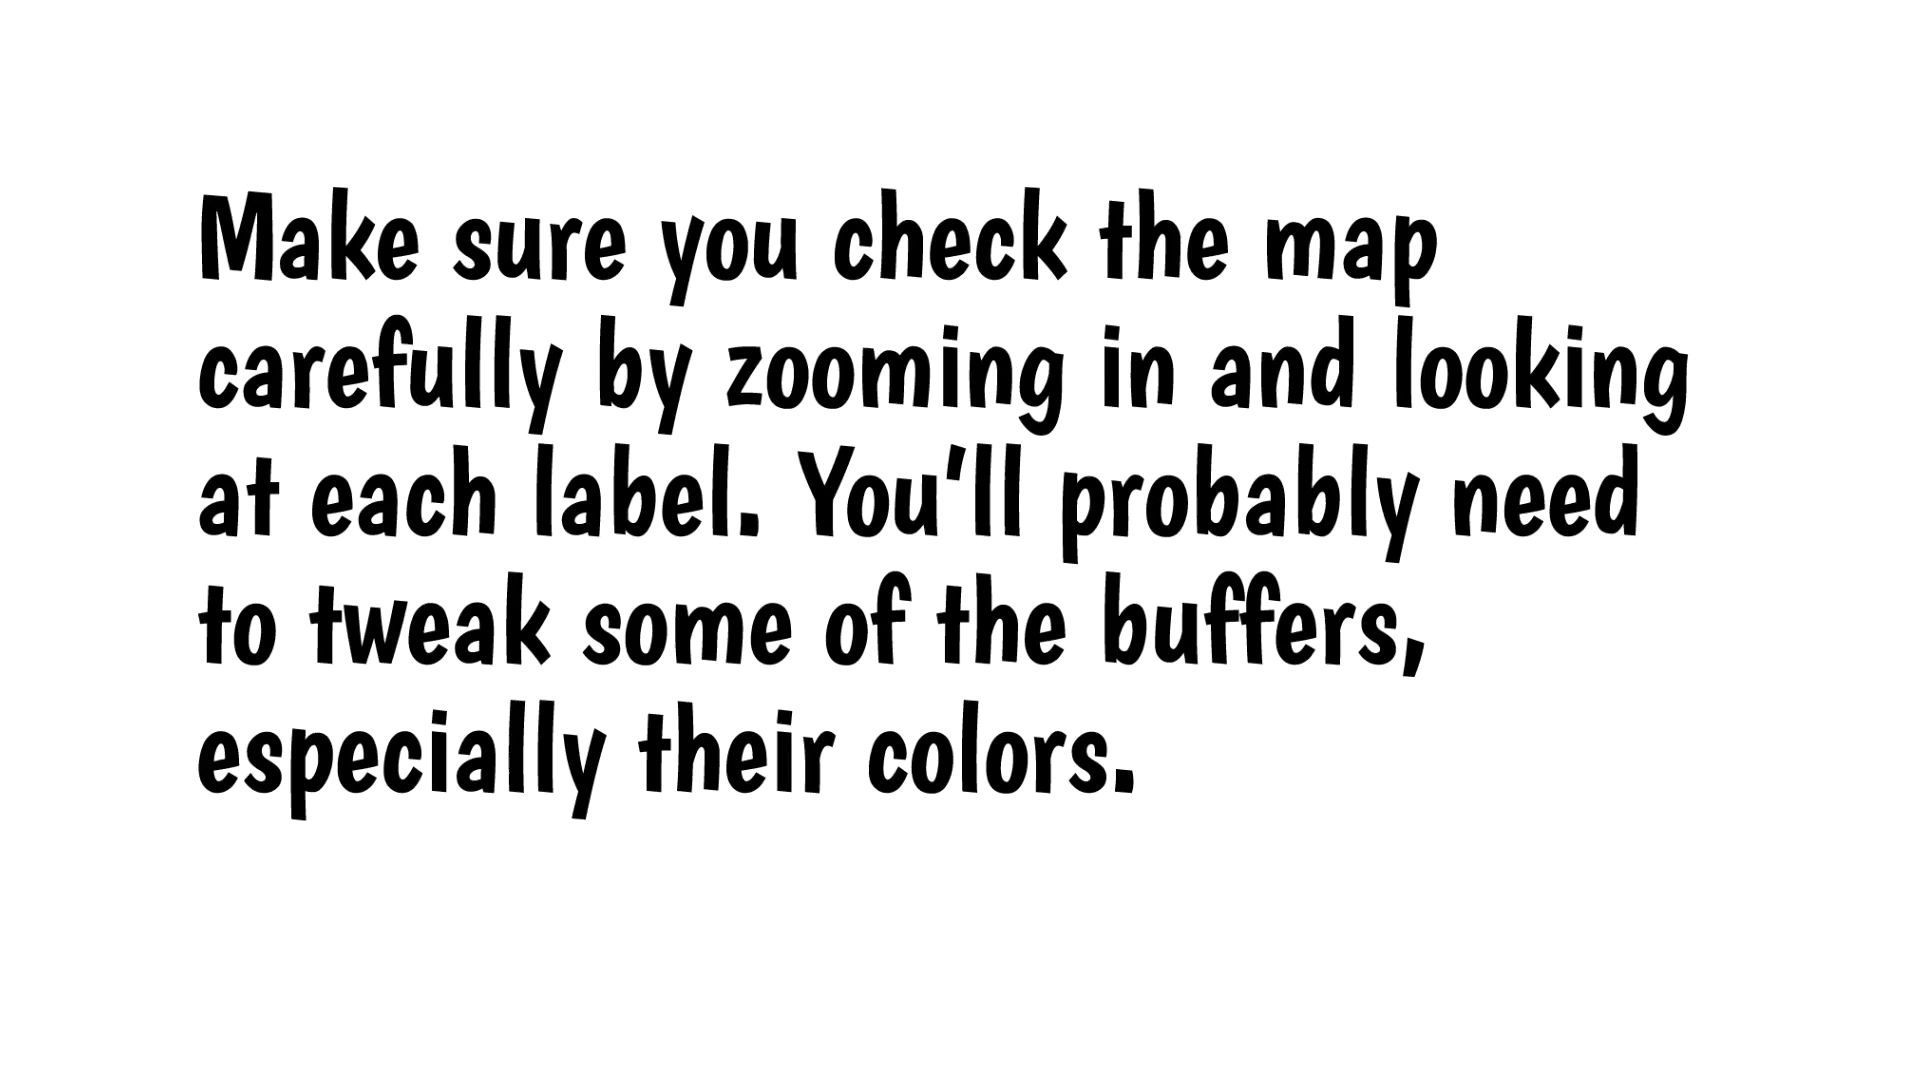 Make sure you check the map
carefully by zooming in and looking
at each label. You’ll probably need
to tweak some of the buffers,
especially their colors.